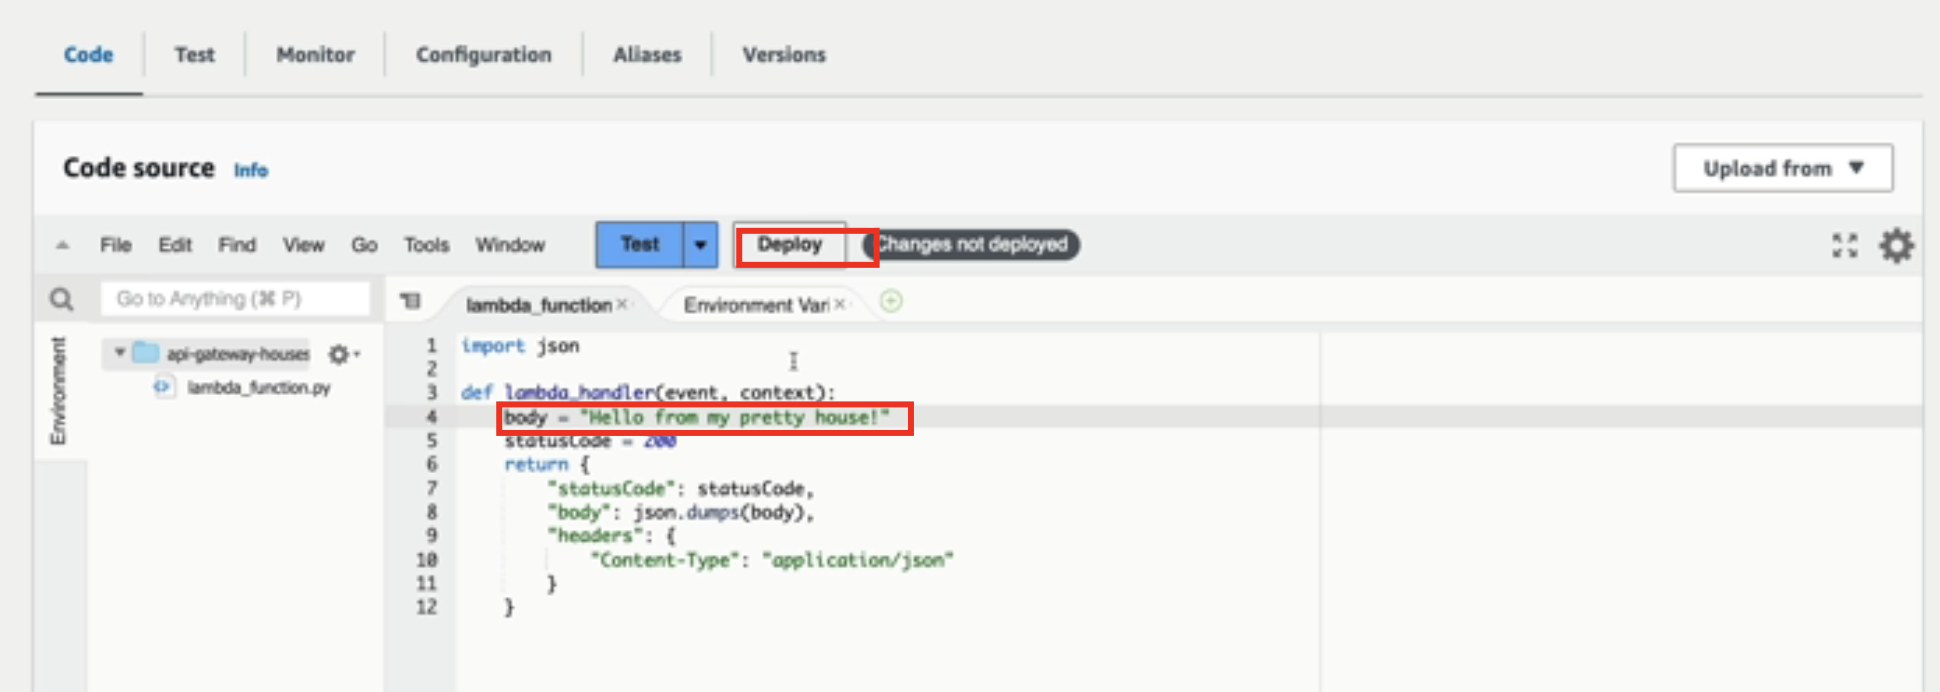 Code Test Monitor Configuration Aliases Versions
Code source Info Upload from
File Edit Find View Go Tools Window Test Deploy Changes not deployed
Go to Anything (⌘ P) lambda_function × Environment Vari ×
Environment
api-gateway-houses
lambda_function.py
1 import json
2
3 def lambda_handler(event, context):
4 body = "Hello from my pretty house!"
5 statusCode = 200
6 return {
7 "statusCode": statusCode,
8 "body": json.dumps(body),
9 "headers": {
10 "Content-Type": "application/json"
11 }
12 }